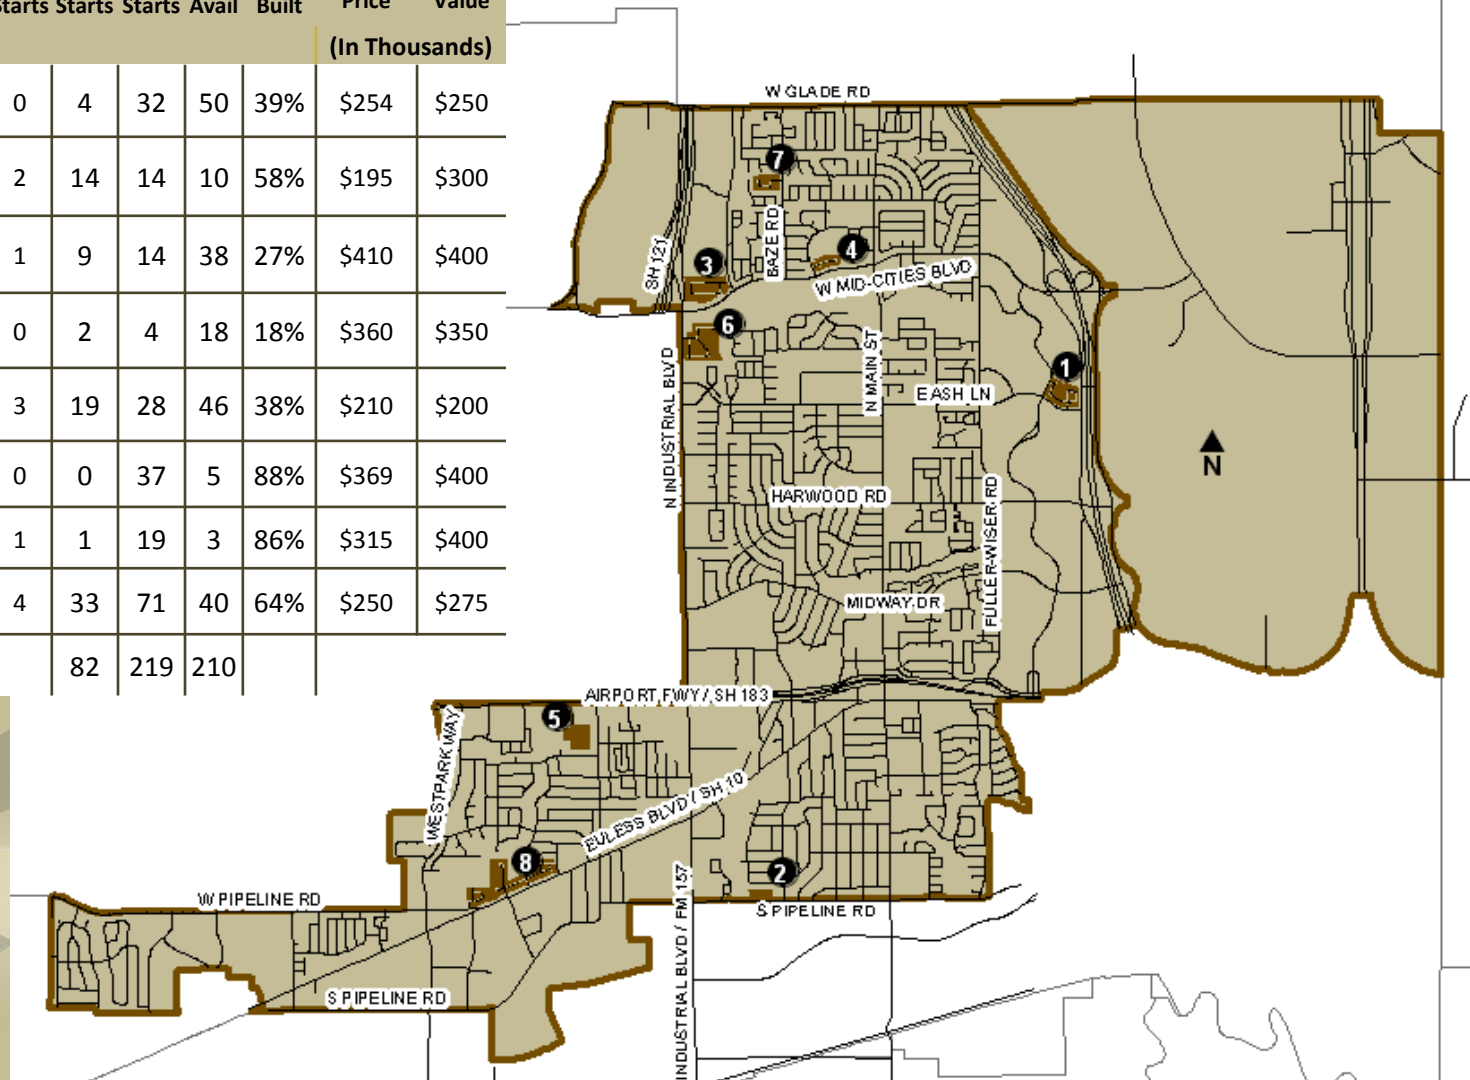 Starts Starts Starts Avail Built Price Value
(In Thousands)
0 4 32 50 39% $254 $250
2 14 14 10 58% $195 $300
1 9 14 38 27% $410 $400
0 2 4 18 18% $360 $350
3 19 28 46 38% $210 $200
0 0 37 5 88% $369 $400
1 1 19 3 86% $315 $400
4 33 71 40 64% $250 $275
82 219 210
W GLADE RD
7
BAZE RD
SH 121
3
4
W MID-CITIES BLVD
6
N INDUSTRIAL BLVD
N MAIN ST
1
E ASH LN
N
HARWOOD RD
FULLER-WISER RD
MIDWAY DR
AIRPORT FWY / SH 183
5
WESTPARK WAY
EULESS BLVD / SH 10
8
2
W PIPELINE RD
S PIPELINE RD
INDUSTRIAL BLVD / FM 157
S PIPELINE RD